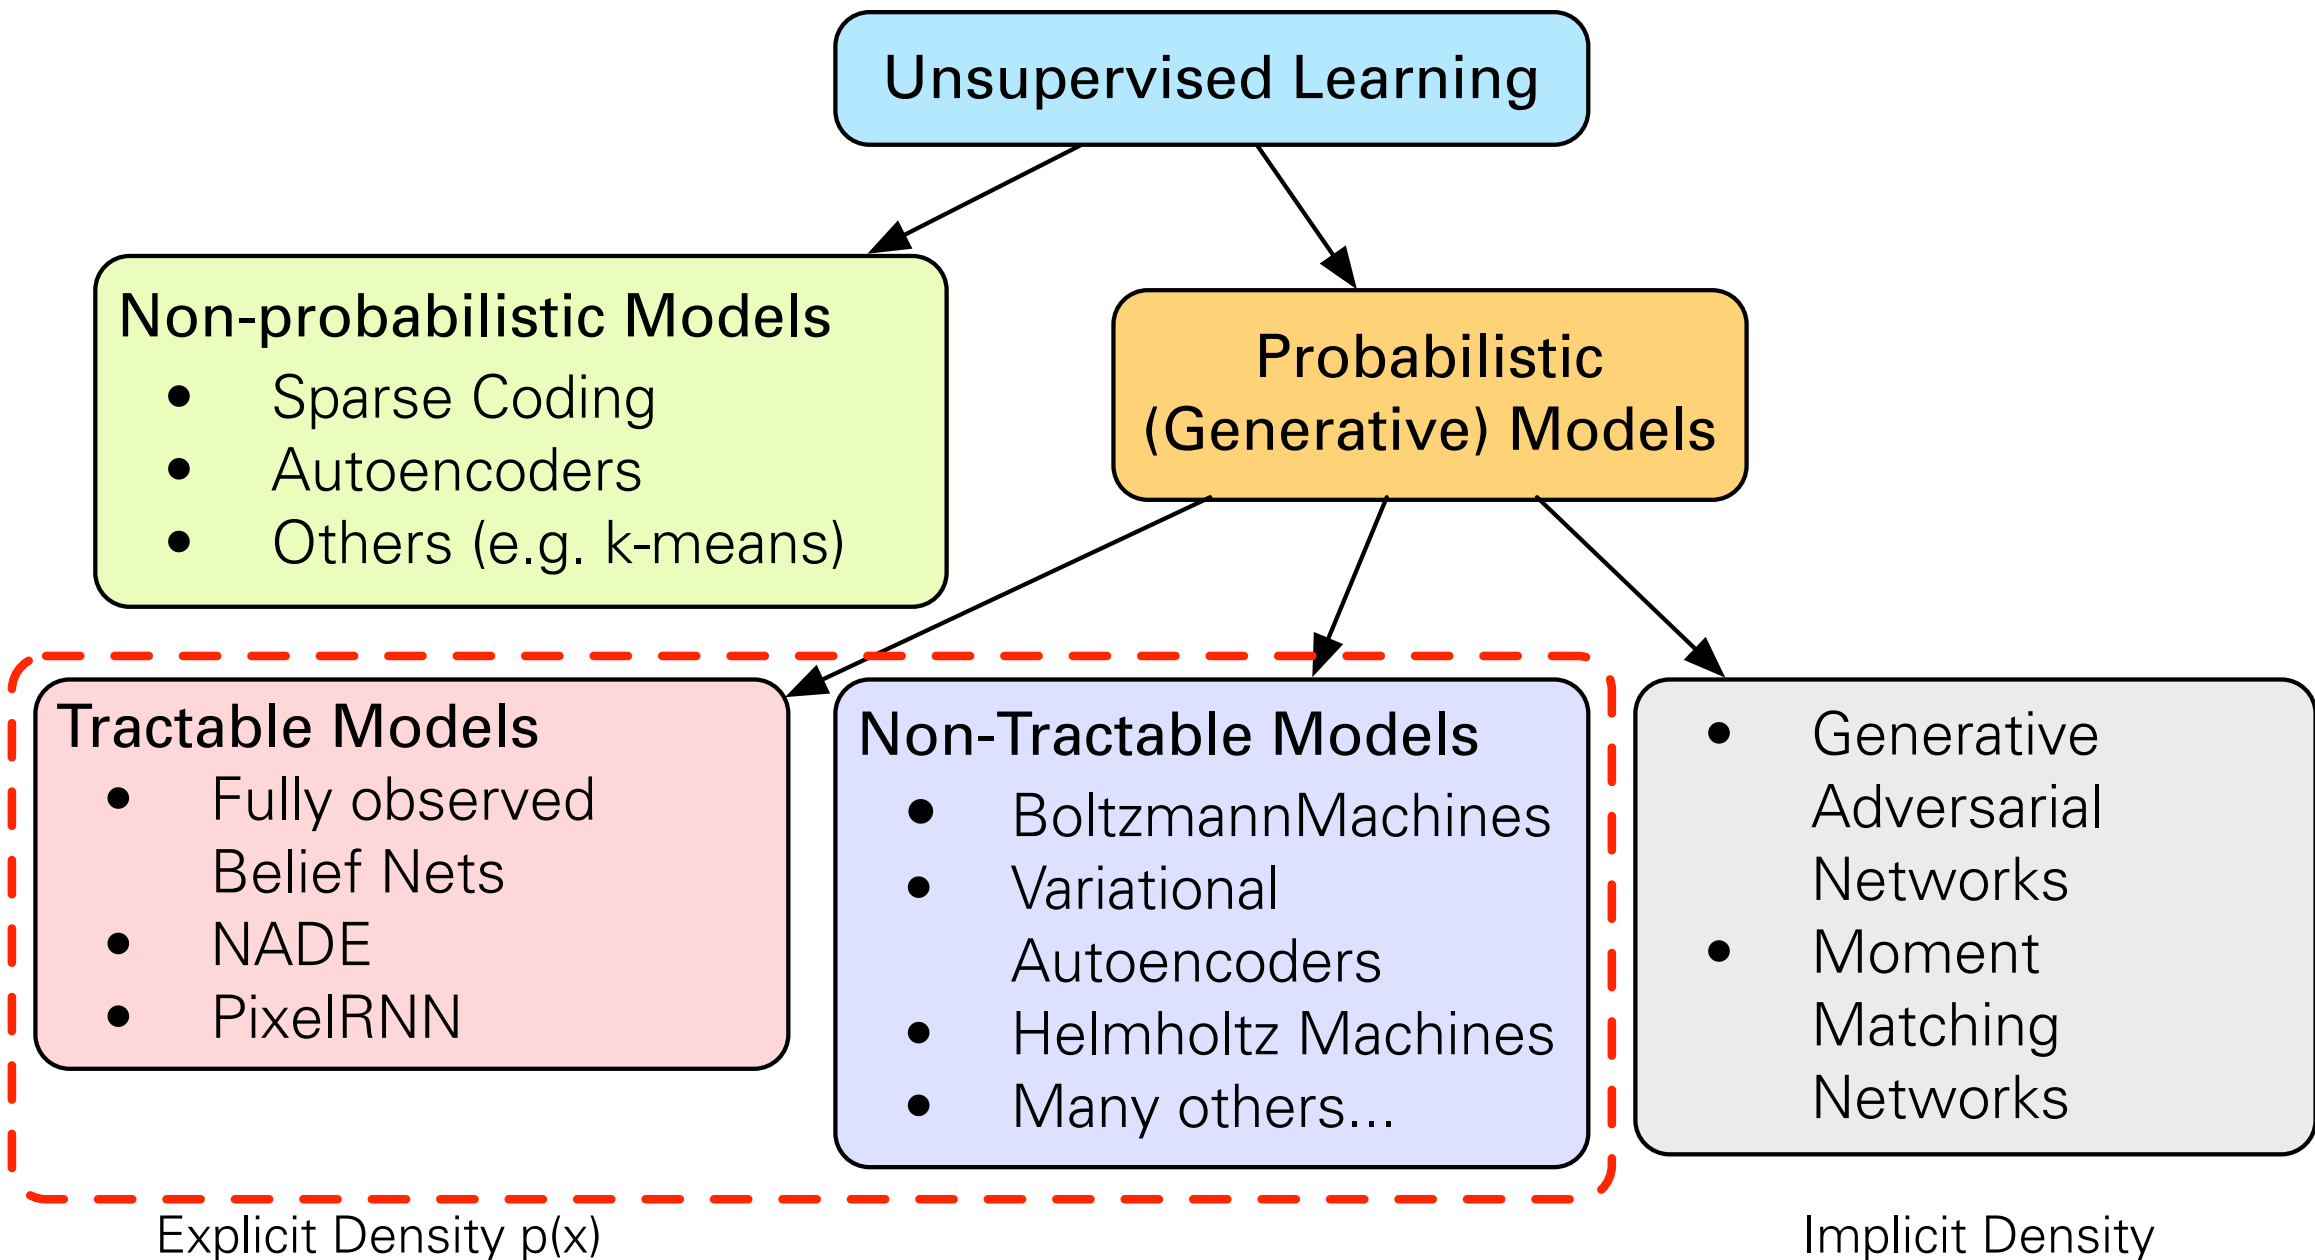 Unsupervised Learning
Non-probabilistic Models
• Sparse Coding
• Autoencoders
• Others (e.g. k-means)
Probabilistic
(Generative) Models
Tractable Models
• Fully observed
Belief Nets
• NADE
• PixelRNN
Non-Tractable Models
• BoltzmannMachines
• Variational
Autoencoders
• Helmholtz Machines
• Many others...
• Generative
Adversarial
Networks
• Moment
Matching
Networks
Explicit Density p(x)
Implicit Density